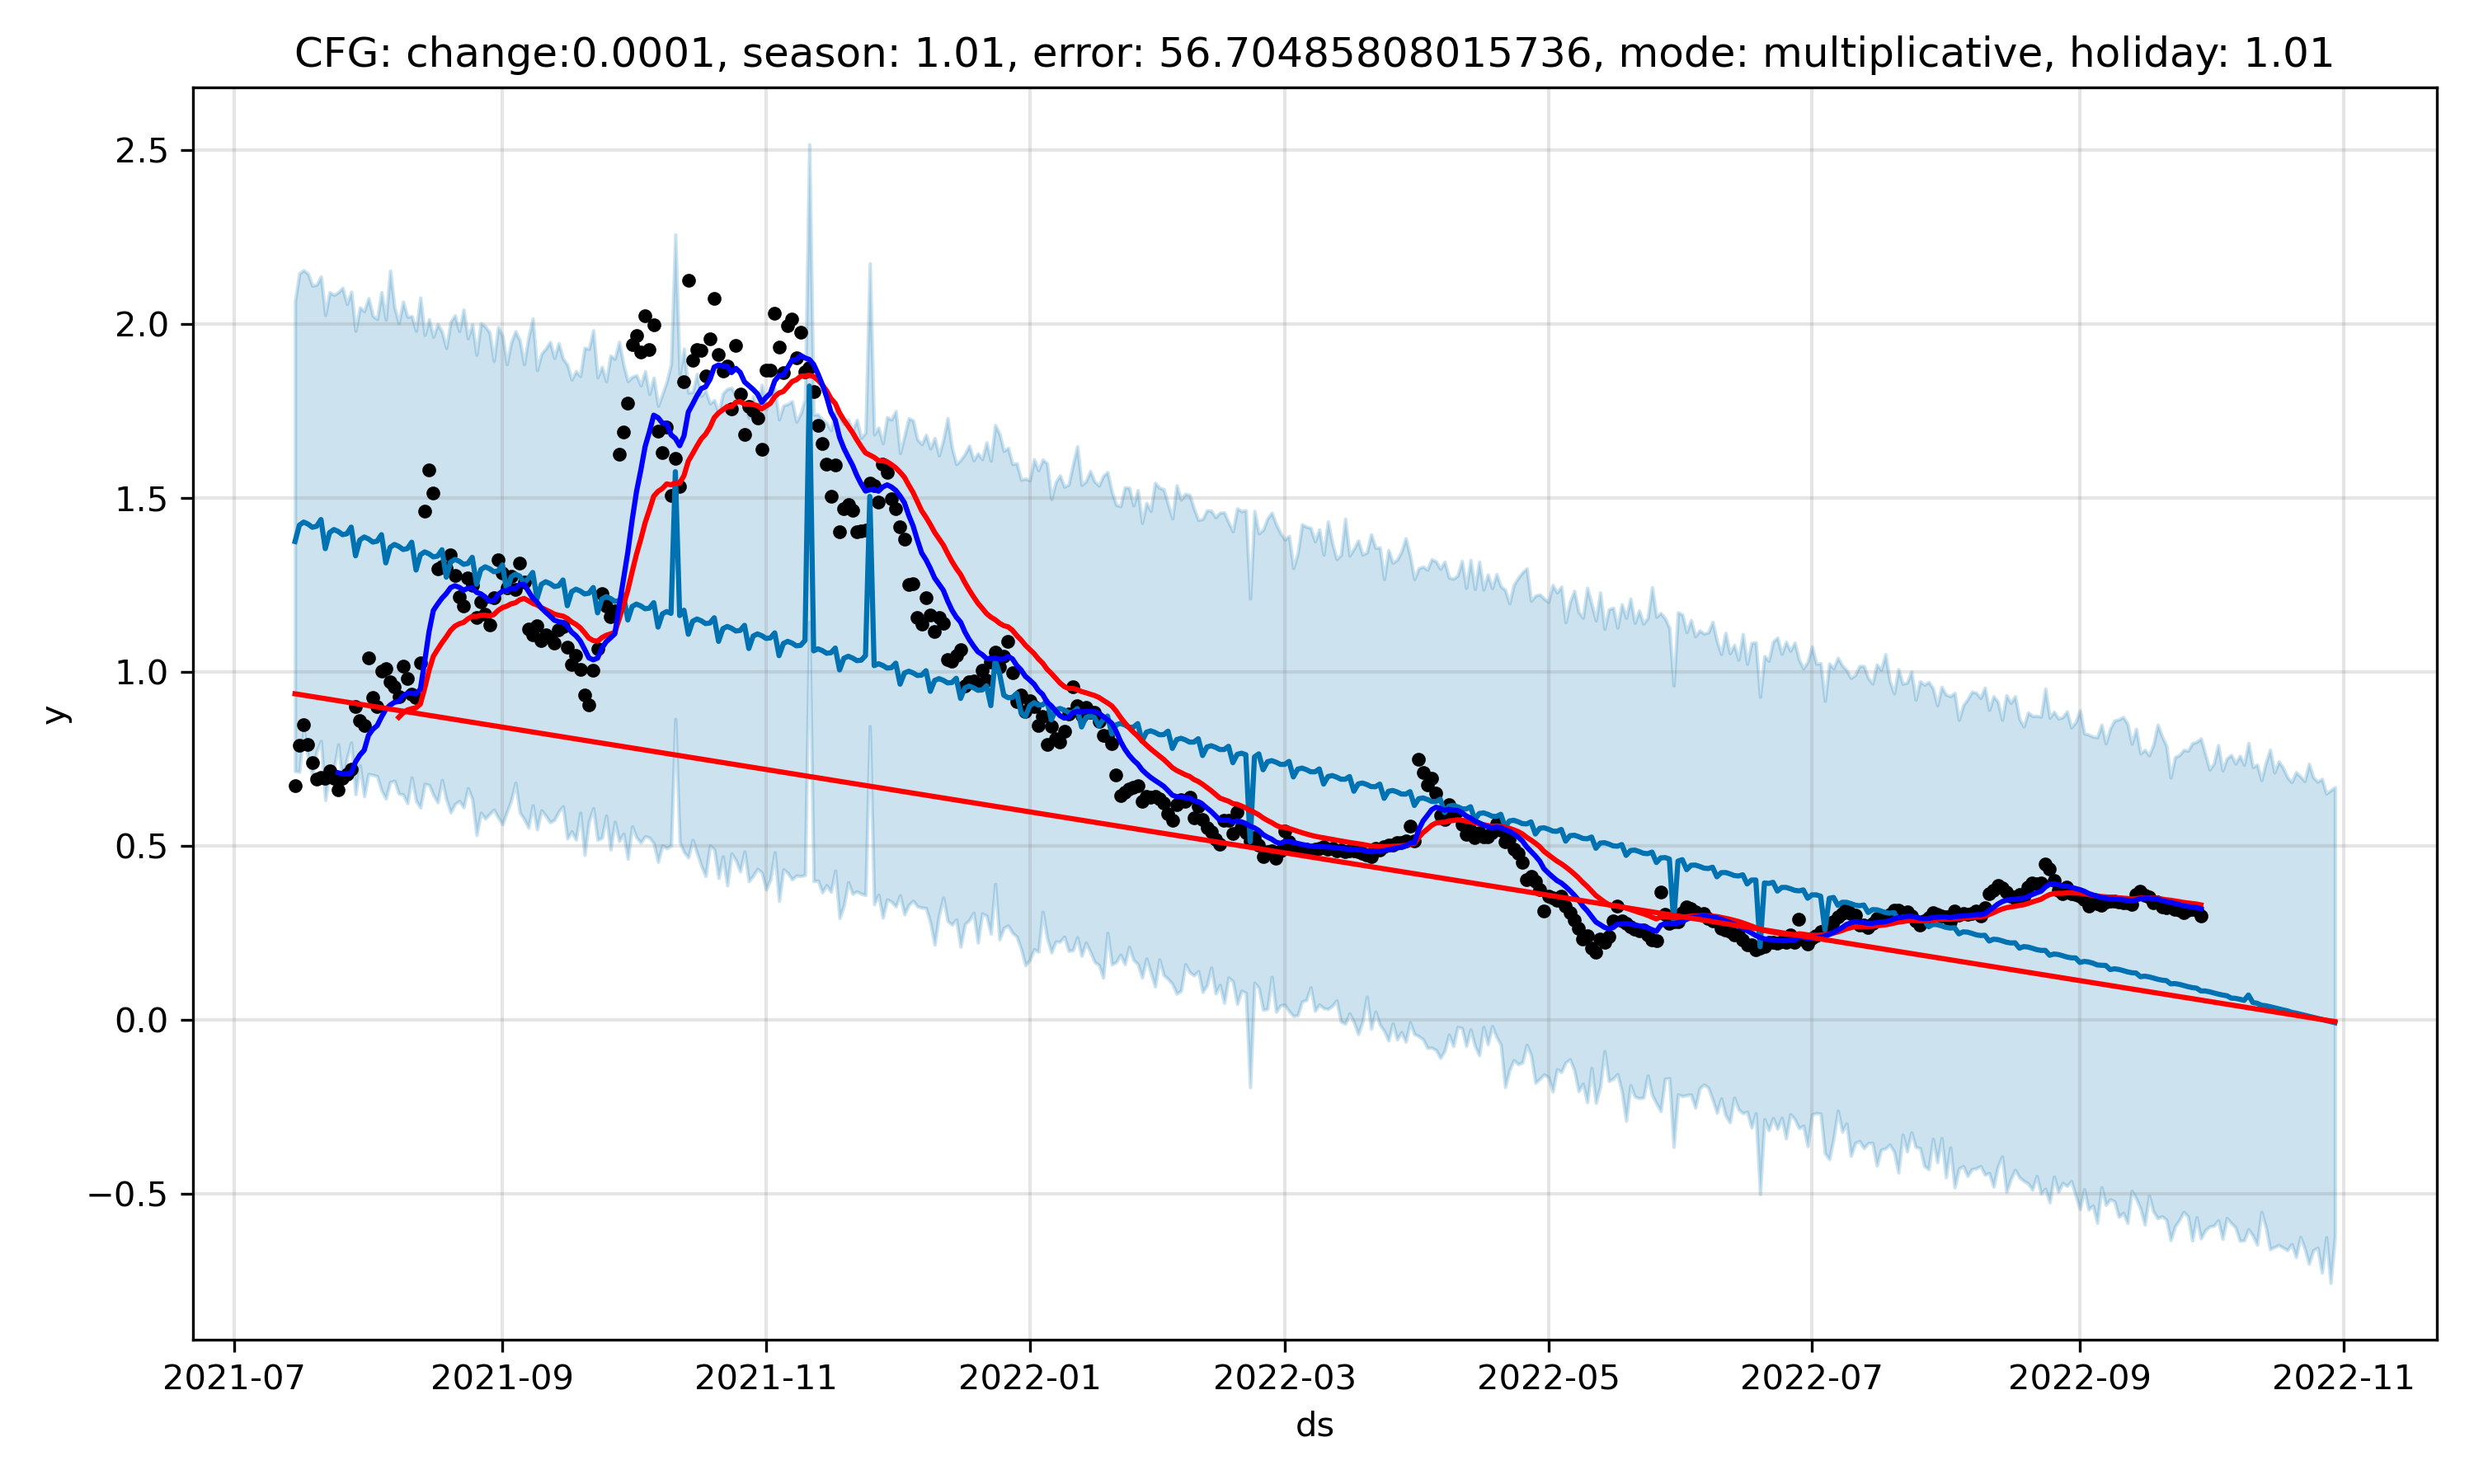 CFG: change:0.0001, season: 1.01, error: 56.70485808015736, mode: multiplicative, holiday: 1.01
2.5
2.0
1.5
1.0
0.5
0.0
−0.5
y
2021-07 2021-09 2021-11 2022-01 2022-03 2022-05 2022-07 2022-09 2022-11
ds